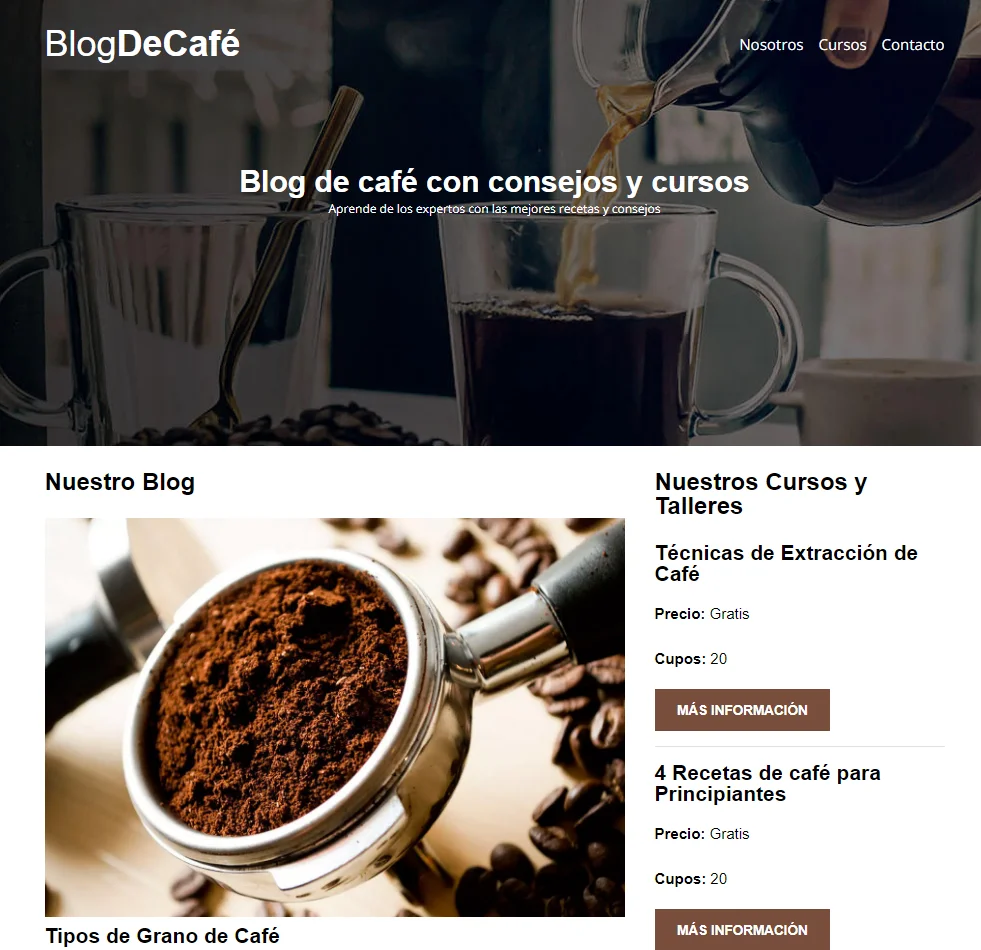 BlogDeCafé
Nosotros Cursos Contacto
Blog de café con consejos y cursos
Aprende de los expertos con las mejores recetas y consejos
Nuestro Blog
Tipos de Grano de Café
Nuestros Cursos y
Talleres
Técnicas de Extracción de
Café
Precio: Gratis
Cupos: 20
MÁS INFORMACIÓN
4 Recetas de café para
Principiantes
Precio: Gratis
Cupos: 20
MÁS INFORMACIÓN